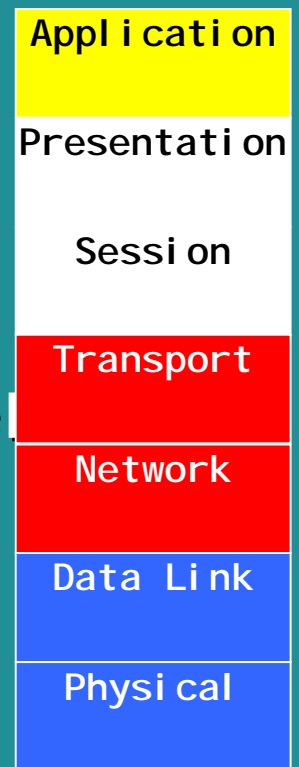 Application
Presentation
Session
Transport
Network
Data Link
Physical